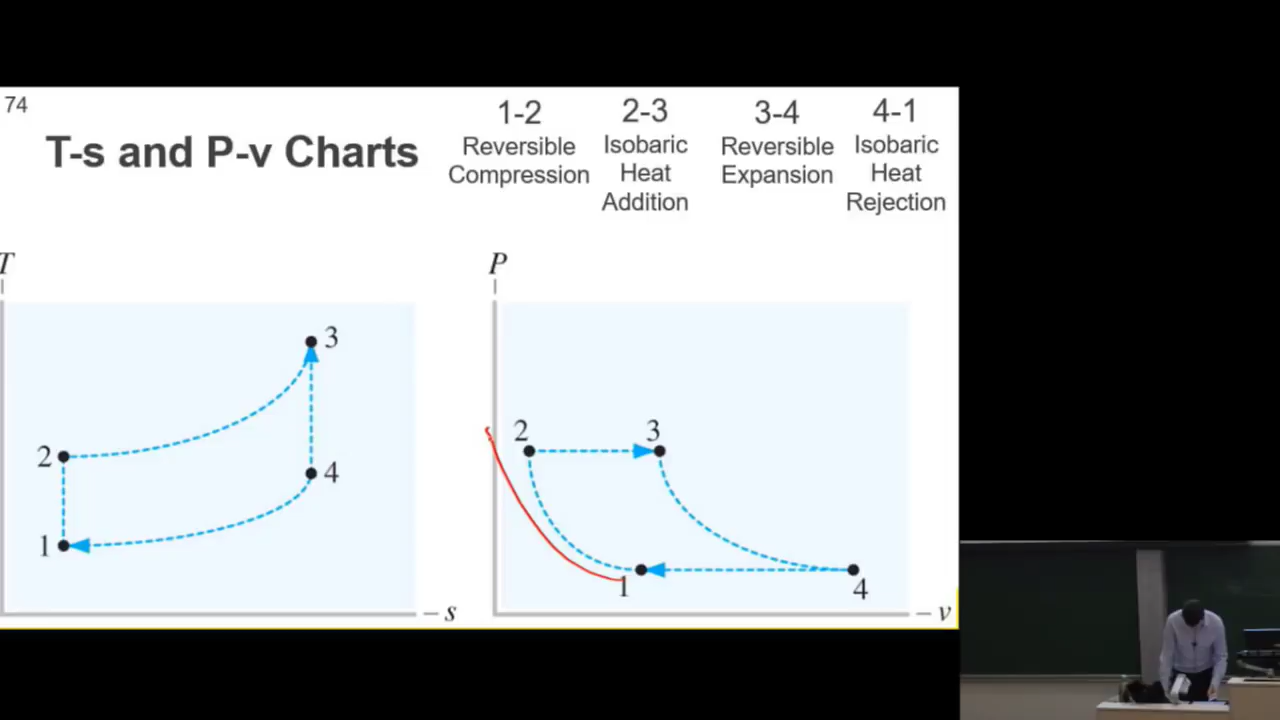 74
T-s and P-v Charts
1-2
Reversible
Compression
2-3
Isobaric
Heat
Addition
3-4
Reversible
Expansion
4-1
Isobaric
Heat
Rejection
T
3
2
4
1
s
P
2
3
1
4
v